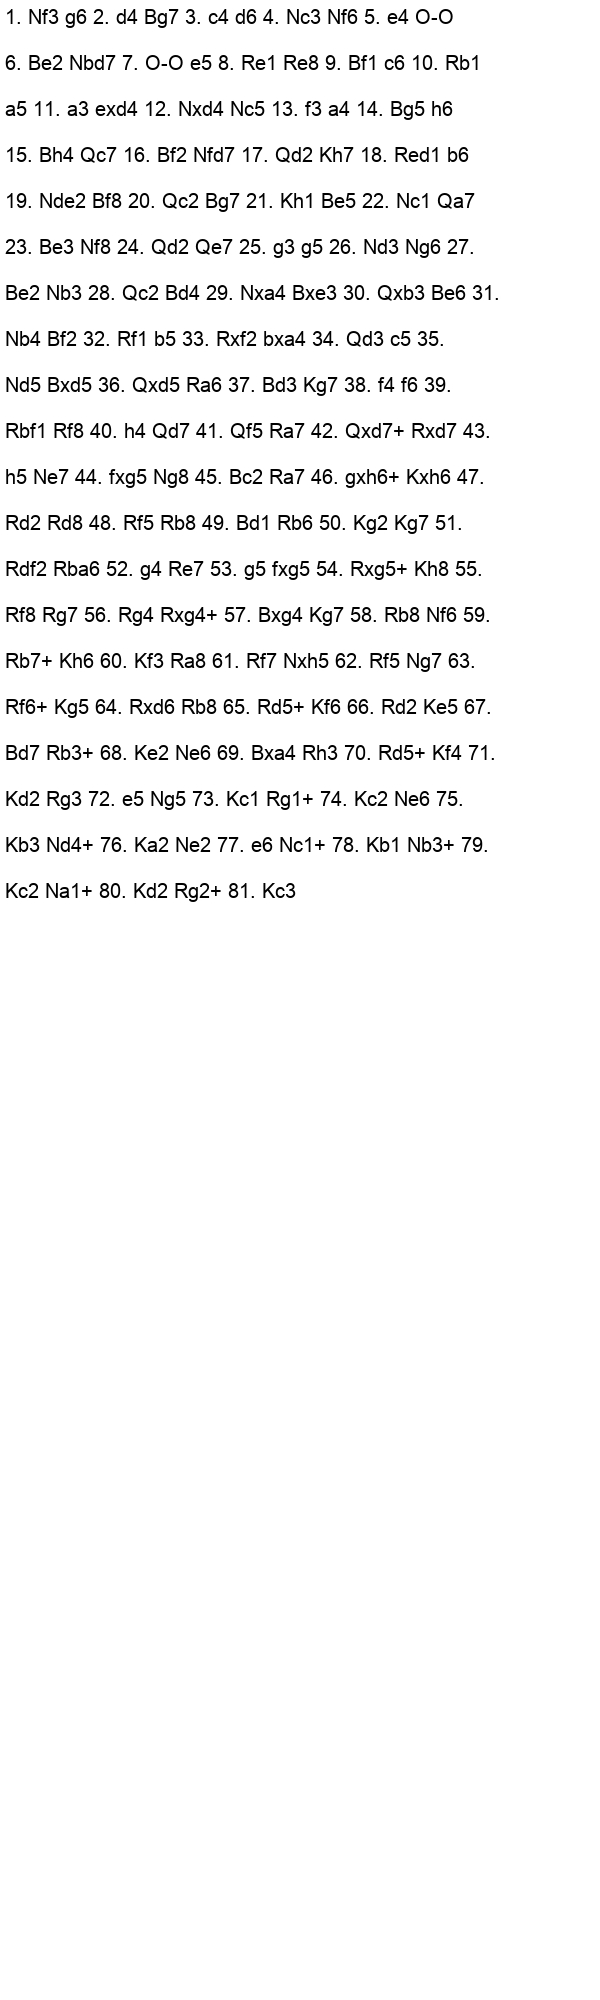 1. Nf3 g6 2. d4 Bg7 3. c4 d6 4. Nc3 Nf6 5. e4 O-O
6. Be2 Nbd7 7. O-O e5 8. Re1 Re8 9. Bf1 c6 10. Rb1
a5 11. a3 exd4 12. Nxd4 Nc5 13. f3 a4 14. Bg5 h6
15. Bh4 Qc7 16. Bf2 Nfd7 17. Qd2 Kh7 18. Red1 b6
19. Nde2 Bf8 20. Qc2 Bg7 21. Kh1 Be5 22. Nc1 Qa7
23. Be3 Nf8 24. Qd2 Qe7 25. g3 g5 26. Nd3 Ng6 27.
Be2 Nb3 28. Qc2 Bd4 29. Nxa4 Bxe3 30. Qxb3 Be6 31.
Nb4 Bf2 32. Rf1 b5 33. Rxf2 bxa4 34. Qd3 c5 35.
Nd5 Bxd5 36. Qxd5 Ra6 37. Bd3 Kg7 38. f4 f6 39.
Rbf1 Rf8 40. h4 Qd7 41. Qf5 Ra7 42. Qxd7+ Rxd7 43.
h5 Ne7 44. fxg5 Ng8 45. Bc2 Ra7 46. gxh6+ Kxh6 47.
Rd2 Rd8 48. Rf5 Rb8 49. Bd1 Rb6 50. Kg2 Kg7 51.
Rdf2 Rba6 52. g4 Re7 53. g5 fxg5 54. Rxg5+ Kh8 55.
Rf8 Rg7 56. Rg4 Rxg4+ 57. Bxg4 Kg7 58. Rb8 Nf6 59.
Rb7+ Kh6 60. Kf3 Ra8 61. Rf7 Nxh5 62. Rf5 Ng7 63.
Rf6+ Kg5 64. Rxd6 Rb8 65. Rd5+ Kf6 66. Rd2 Ke5 67.
Bd7 Rb3+ 68. Ke2 Ne6 69. Bxa4 Rh3 70. Rd5+ Kf4 71.
Kd2 Rg3 72. e5 Ng5 73. Kc1 Rg1+ 74. Kc2 Ne6 75.
Kb3 Nd4+ 76. Ka2 Ne2 77. e6 Nc1+ 78. Kb1 Nb3+ 79.
Kc2 Na1+ 80. Kd2 Rg2+ 81. Kc3